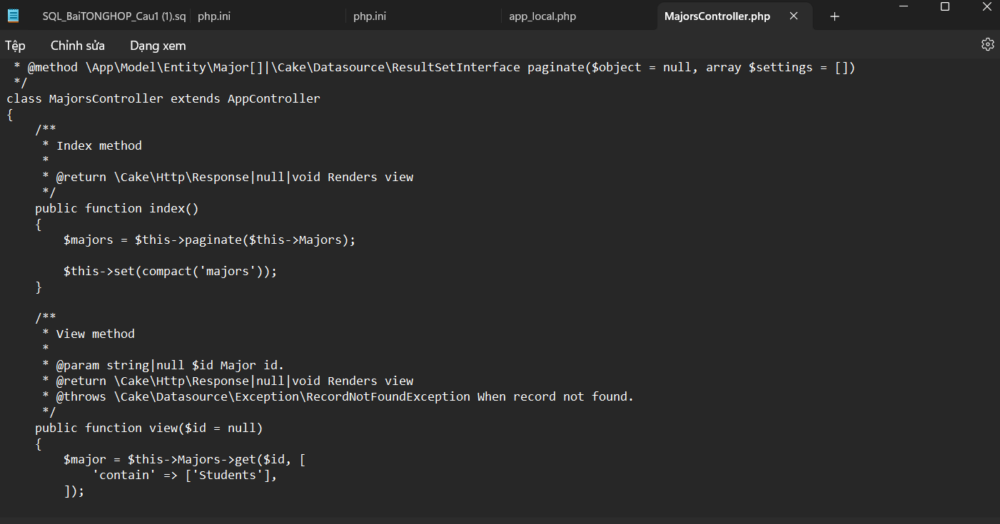 SQL_BaiTONGHOP_Cau1 (1).sq php.ini php.ini app_local.php MajorsController.php
Tệp Chỉnh sửa Dạng xem
 * @method \App\Model\Entity\Major[]|\Cake\Datasource\ResultSetInterface paginate($object = null, array $settings = [])
 */
class MajorsController extends AppController
{
    /**
     * Index method
     *
     * @return \Cake\Http\Response|null|void Renders view
     */
    public function index()
    {
        $majors = $this->paginate($this->Majors);

        $this->set(compact('majors'));
    }

    /**
     * View method
     *
     * @param string|null $id Major id.
     * @return \Cake\Http\Response|null|void Renders view
     * @throws \Cake\Datasource\Exception\RecordNotFoundException When record not found.
     */
    public function view($id = null)
    {
        $major = $this->Majors->get($id, [
            'contain' => ['Students'],
        ]);